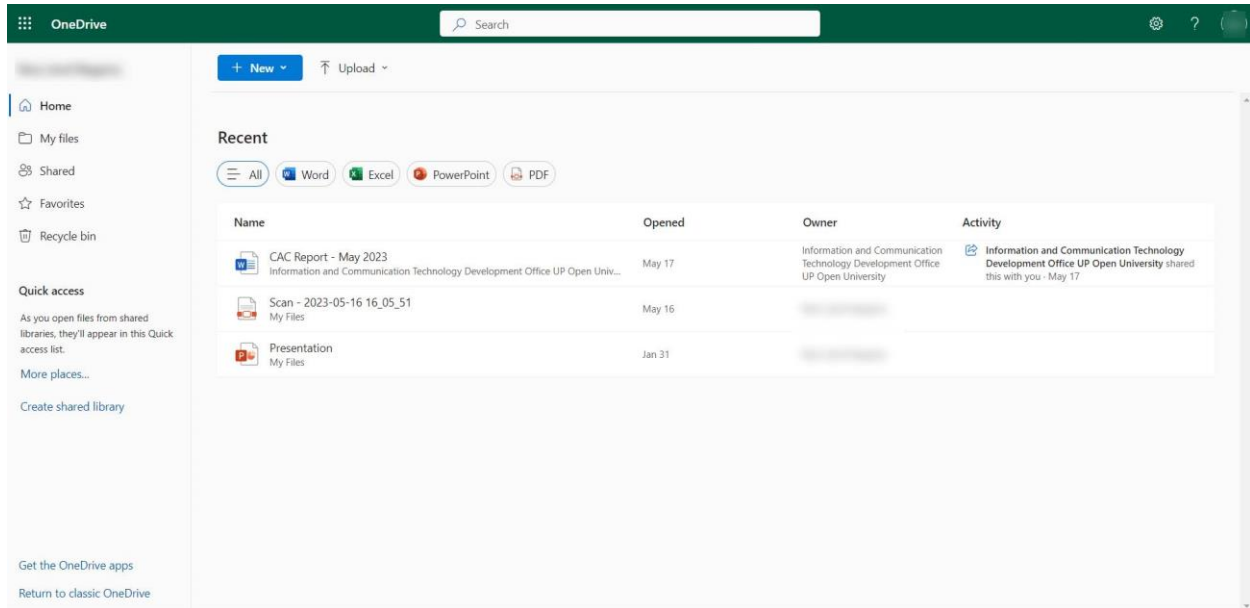 OneDrive
Search
?
+ New
Upload
Home
My files
Shared
Favorites
Recycle bin
Quick access
As you open files from shared
libraries, they'll appear in this Quick
access list.
More places...
Create shared library
Get the OneDrive apps
Return to classic OneDrive
Recent
All
Word
Excel
PowerPoint
PDF
Name
Opened
Owner
Activity
CAC Report - May 2023
Information and Communication Technology Development Office UP Open Univ...
May 17
Information and Communication
Technology Development Office
UP Open University
Information and Communication Technology
Development Office UP Open University shared
this with you · May 17
Scan - 2023-05-16 16_05_51
My Files
May 16
Presentation
My Files
Jan 31